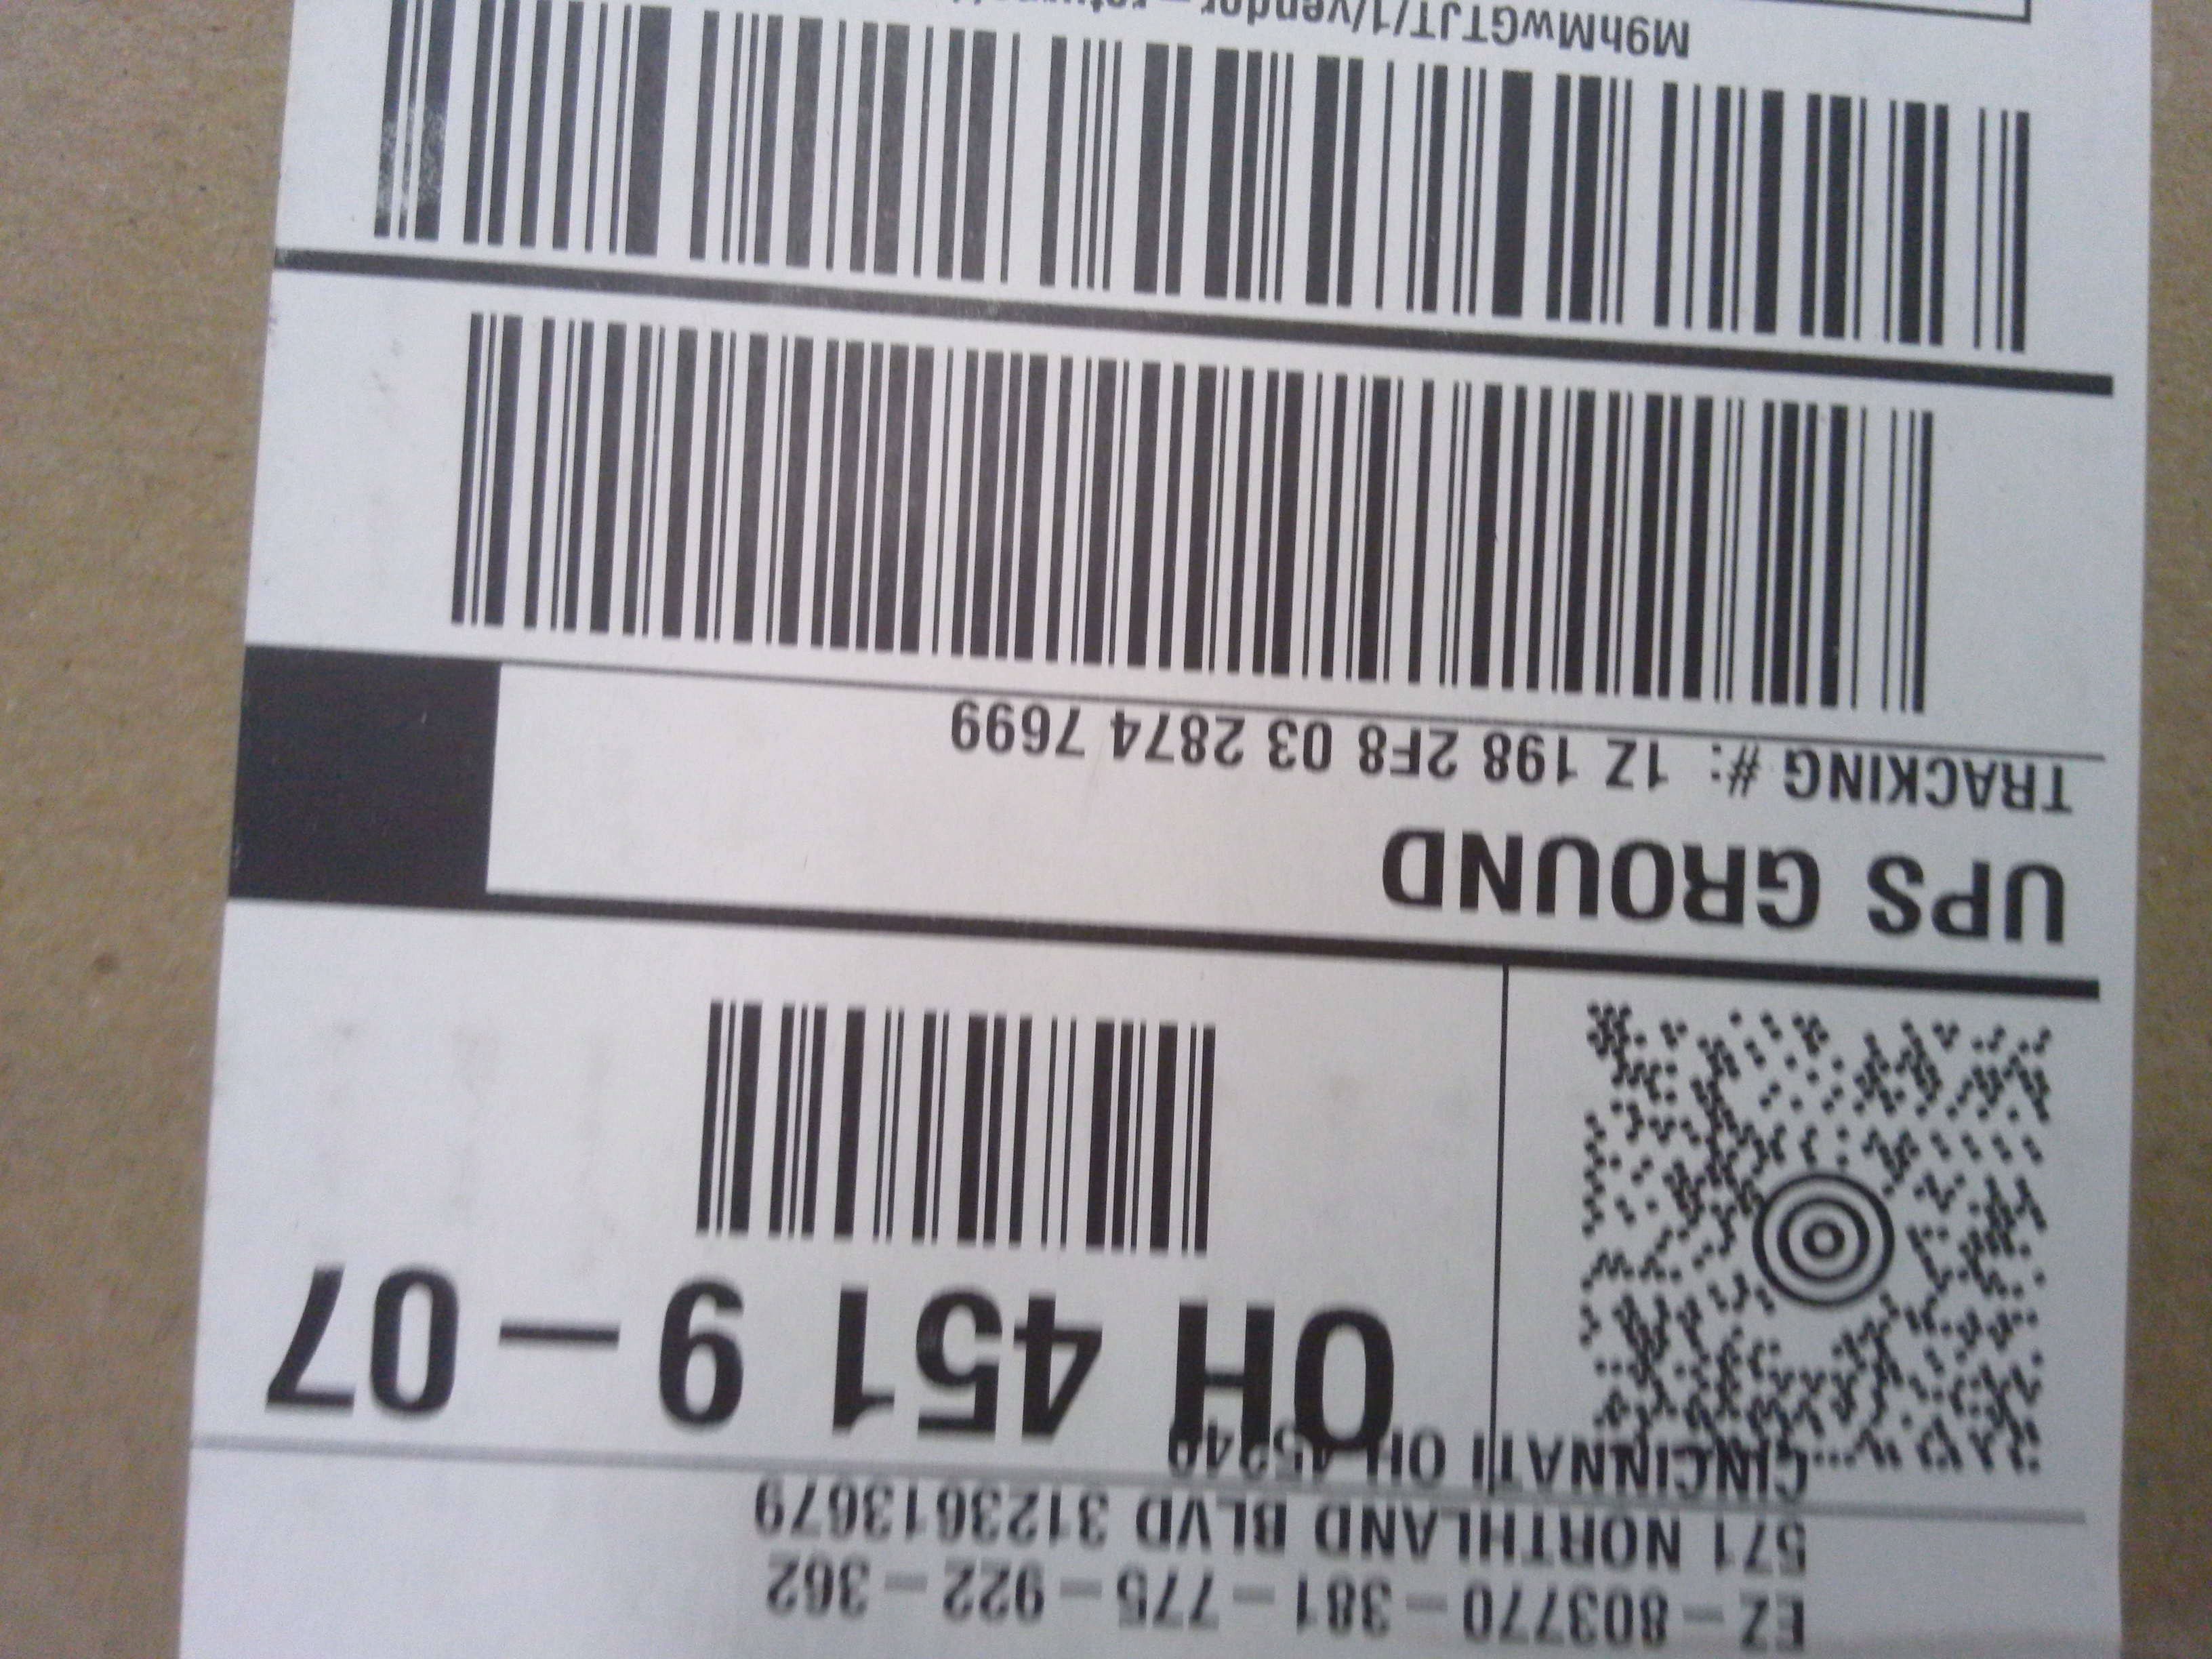 EZ - 803770 - 381 - 775 - 922 - 362
571 NORTHLAND BLVD 3123613679
CINCINNATI OH 45240
OH 451 9 - 07
UPS GROUND
TRACKING #: 1Z 198 2F8 03 2874 7699
M9hMwGTJT/1/vendor - returns/